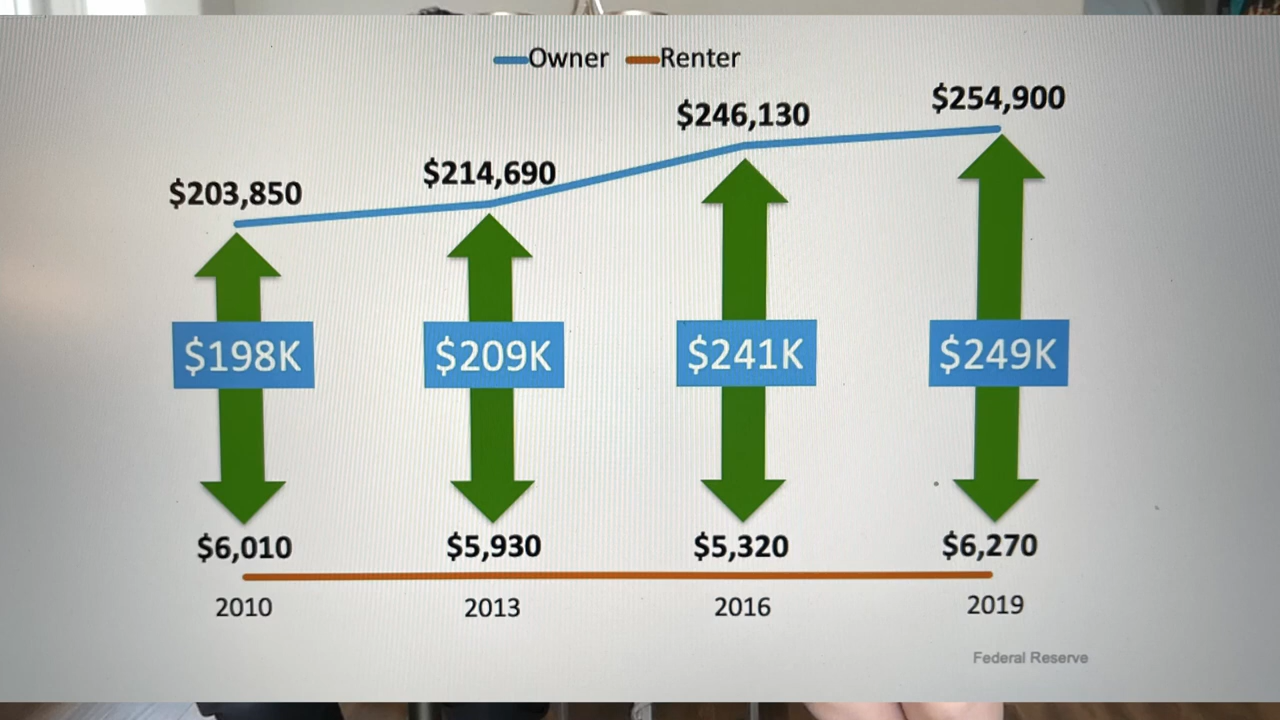 Owner Renter
$203,850 $214,690 $246,130 $254,900
$198K $209K $241K $249K
$6,010 $5,930 $5,320 $6,270
2010 2013 2016 2019
Federal Reserve